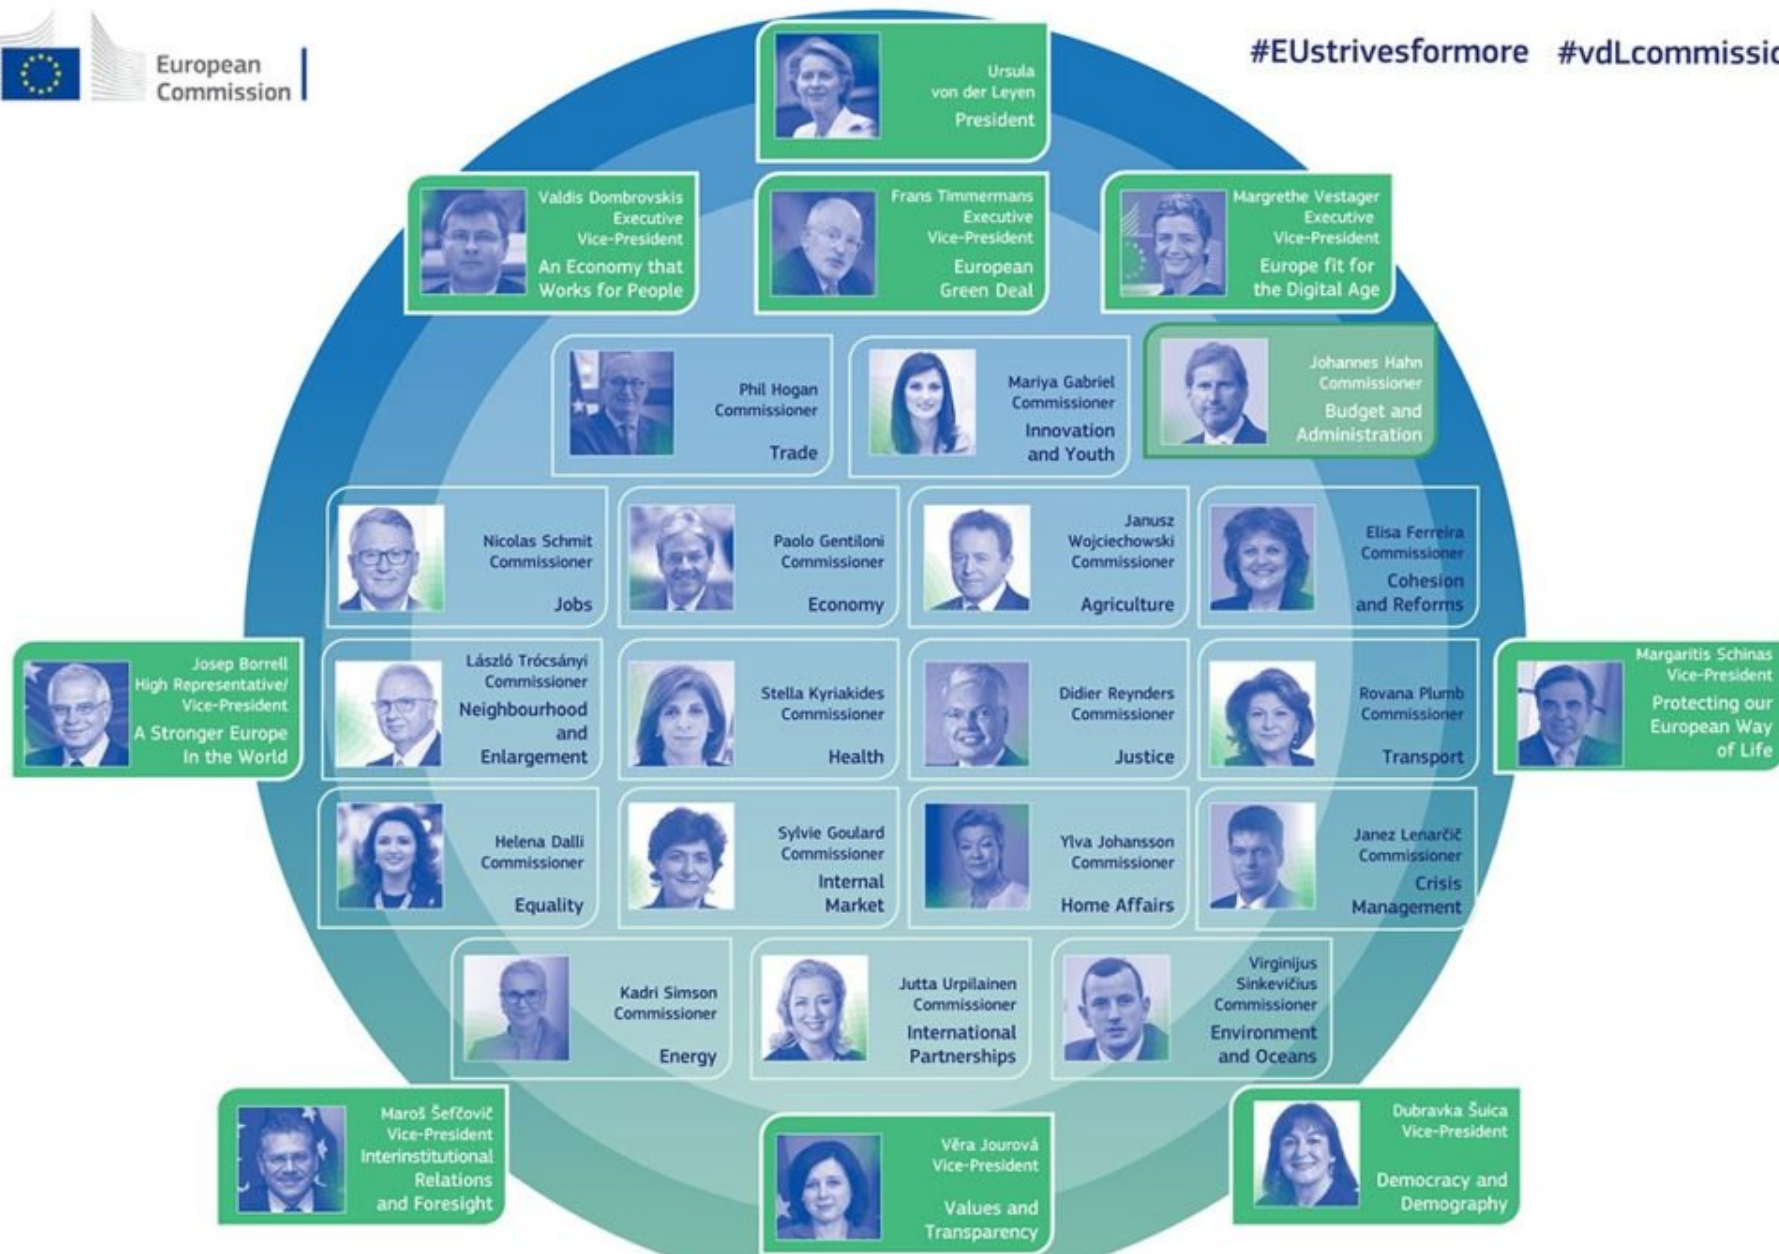 European
Commission
#EUstrivesformore #vdLcommissio
Ursula
von der Leyen
President
Valdis Dombrovskis
Executive
Vice-President
An Economy that
Works for People
Frans Timmermans
Executive
Vice-President
European
Green Deal
Margrethe Vestager
Executive
Vice-President
Europe fit for
the Digital Age
Phil Hogan
Commissioner
Trade
Mariya Gabriel
Commissioner
Innovation
and Youth
Johannes Hahn
Commissioner
Budget and
Administration
Nicolas Schmit
Commissioner
Jobs
Paolo Gentiloni
Commissioner
Economy
Janusz
Wojciechowski
Commissioner
Agriculture
Elisa Ferreira
Commissioner
Cohesion
and Reforms
Josep Borrell
High Representative/
Vice-President
A Stronger Europe
In the World
László Trócsányi
Commissioner
Neighbourhood
and
Enlargement
Stella Kyriakides
Commissioner
Health
Didier Reynders
Commissioner
Justice
Rovana Plumb
Commissioner
Transport
Margaritis Schinas
Vice-President
Protecting our
European Way
of Life
Helena Dalli
Commissioner
Equality
Sylvie Goulard
Commissioner
Internal
Market
Ylva Johansson
Commissioner
Home Affairs
Janez Lenarčič
Commissioner
Crisis
Management
Kadri Simson
Commissioner
Energy
Jutta Urpilainen
Commissioner
International
Partnerships
Virginijus
Sinkevičius
Commissioner
Environment
and Oceans
Maroš Šefčovič
Vice-President
Interinstitutional
Relations
and Foresight
Věra Jourová
Vice-President
Values and
Transparency
Dubravka Šuica
Vice-President
Democracy and
Demography